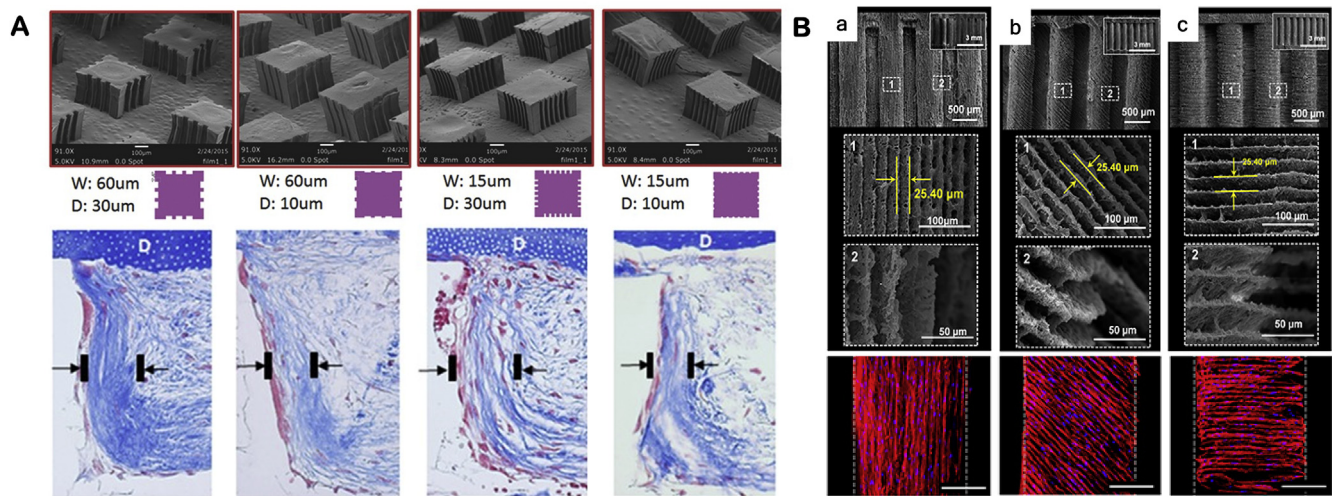 A
91.0X 100µm 2/24/2015
5.0KV 10.9mm 0.0 Spot film1_1
91.0X 100µm 2/24/2015
5.0KV 16.2mm 0.0 Spot film1_1
91.0X 100µm 2/24/2015
5.0KV 8.3mm 0.0 Spot film1_1
91.0X 100µm 2/24/2015
5.0KV 8.4mm 0.0 Spot film1_1
W: 60um
D: 30um
W: 60um
D: 10um
W: 15um
D: 30um
W: 15um
D: 10um
D
D
D
B
a
3 mm
1
2
500 µm
b
3 mm
1
2
500 µm
c
3 mm
1
2
500 µm
1
25.40 µm
100µm
1
25.40 µm
100 µm
1
25.40 µm
100 µm
2
50 µm
2
50 µm
2
50 µm